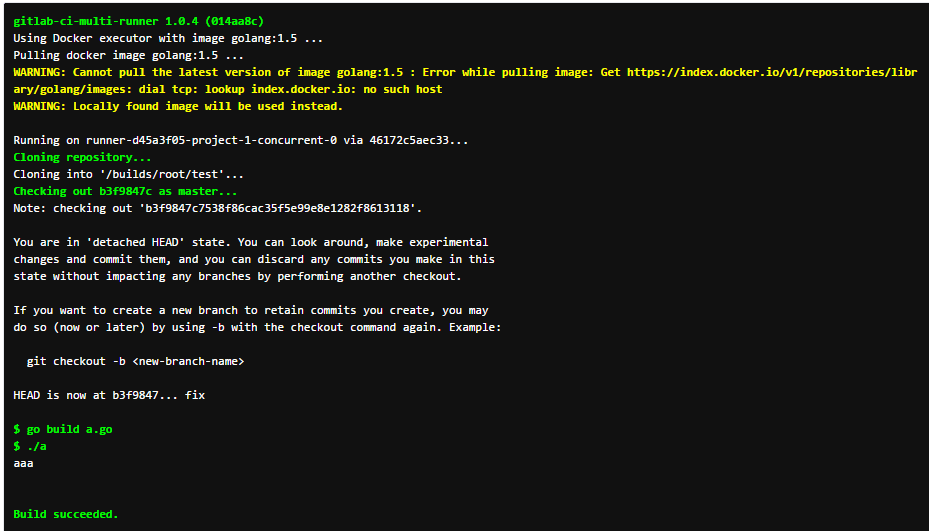 gitlab-ci-multi-runner 1.0.4 (014aa8c)
Using Docker executor with image golang:1.5 ...
Pulling docker image golang:1.5 ...
WARNING: Cannot pull the latest version of image golang:1.5 : Error while pulling image: Get https://index.docker.io/v1/repositories/libr
ary/golang/images: dial tcp: lookup index.docker.io: no such host
WARNING: Locally found image will be used instead.
Running on runner-d45a3f05-project-1-concurrent-0 via 46172c5aec33...
Cloning repository...
Cloning into '/builds/root/test'...
Checking out b3f9847c as master...
Note: checking out 'b3f9847c7538f86cac35f5e99e8e1282f8613118'.
You are in 'detached HEAD' state. You can look around, make experimental
changes and commit them, and you can discard any commits you make in this
state without impacting any branches by performing another checkout.
If you want to create a new branch to retain commits you create, you may
do so (now or later) by using -b with the checkout command again. Example:
git checkout -b <new-branch-name>
HEAD is now at b3f9847... fix
$ go build a.go
$ ./a
aaa
Build succeeded.